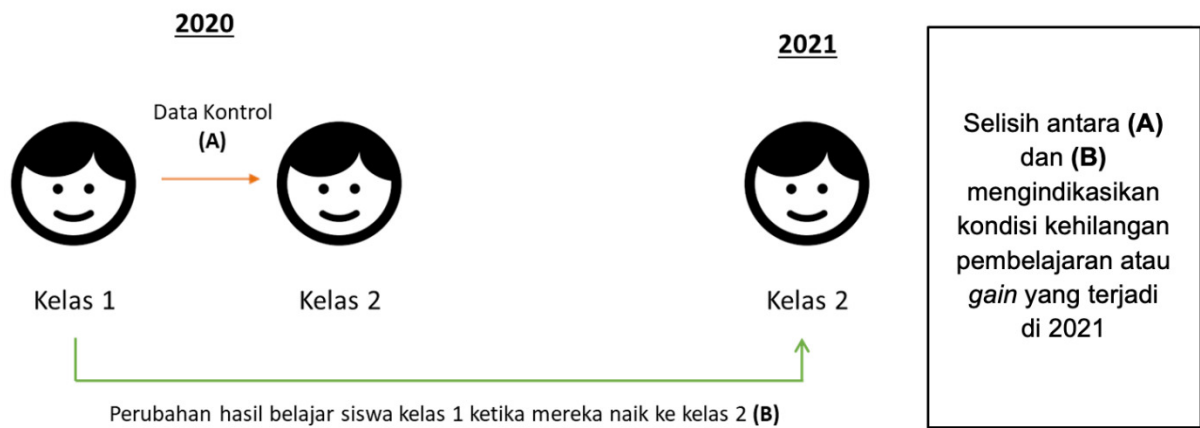 2020
2021
Data Kontrol
(A)
Kelas 1
Kelas 2
Kelas 2
Perubahan hasil belajar siswa kelas 1 ketika mereka naik ke kelas 2 (B)
Selisih antara (A)
dan (B)
mengindikasikan
kondisi kehilangan
pembelajaran atau
gain yang terjadi
di 2021